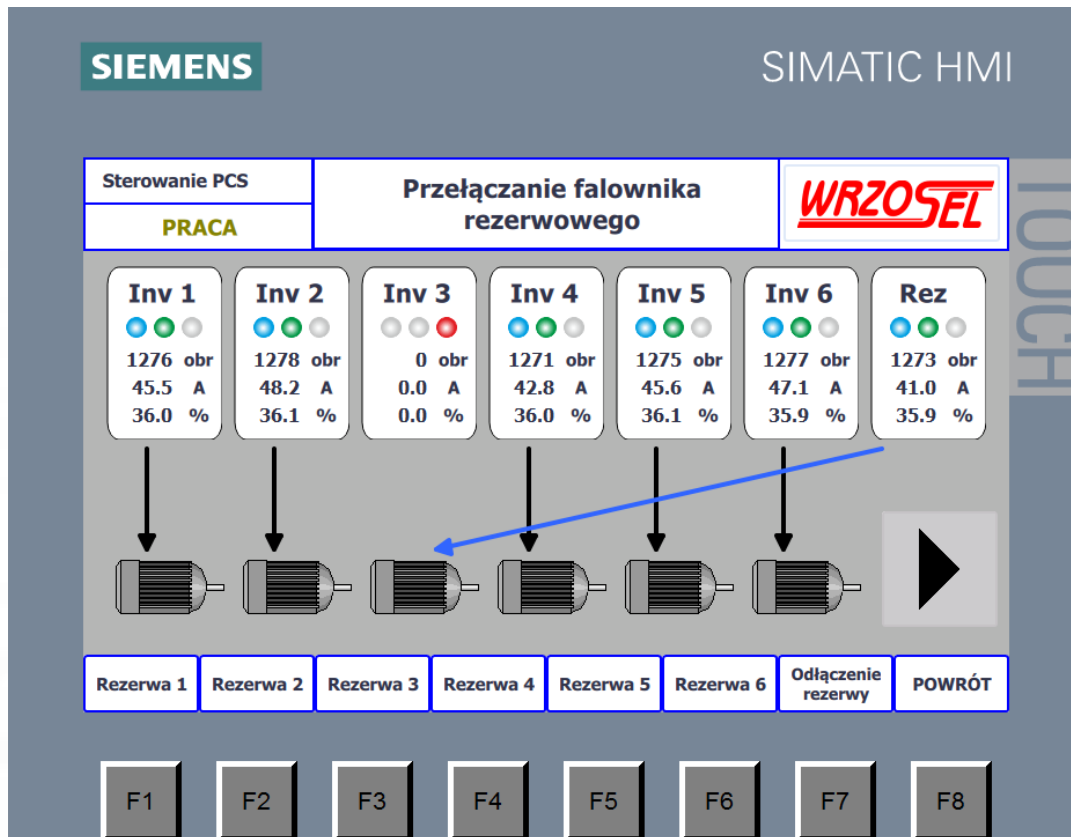 SIEMENS
SIMATIC HMI
TOUCH
Sterowanie PCS
PRACA
Przełączanie falownika
rezerwowego
WRZOSEL
Inv 1
1276 obr
45.5 A
36.0 %
Inv 2
1278 obr
48.2 A
36.1 %
Inv 3
0 obr
0.0 A
0.0 %
Inv 4
1271 obr
42.8 A
36.0 %
Inv 5
1275 obr
45.6 A
36.1 %
Inv 6
1277 obr
47.1 A
35.9 %
Rez
1273 obr
41.0 A
35.9 %
Rezerwa 1
Rezerwa 2
Rezerwa 3
Rezerwa 4
Rezerwa 5
Rezerwa 6
Odłączenie
rezerwy
POWRÓT
F1
F2
F3
F4
F5
F6
F7
F8